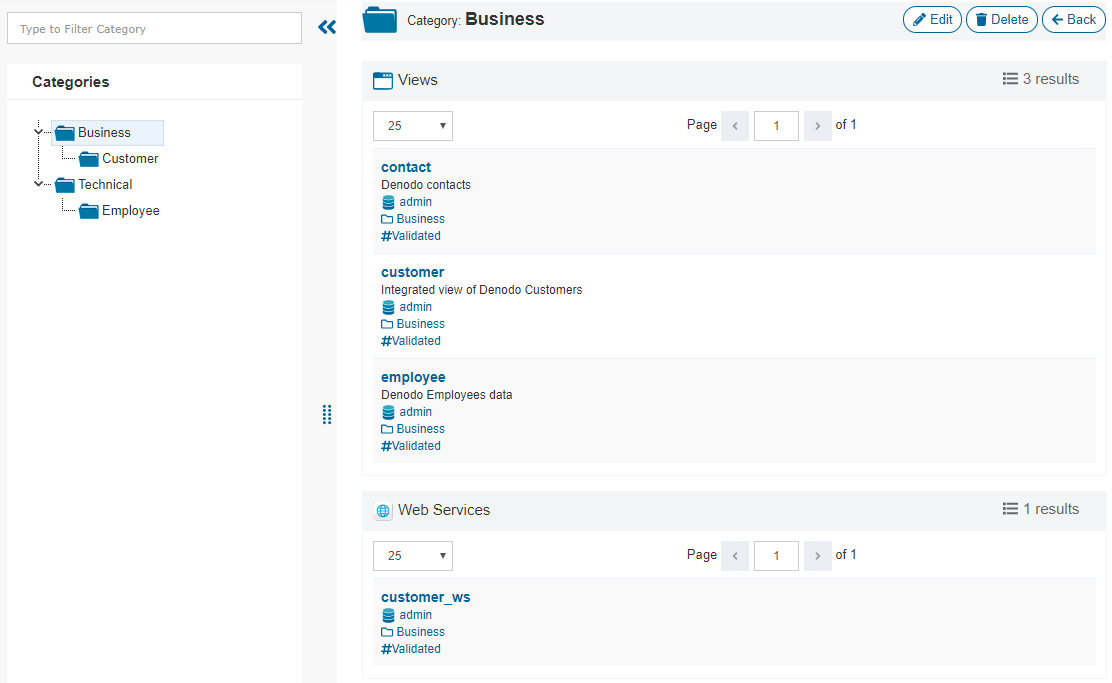 Type to Filter Category
Categories
Business
Customer
Technical
Employee
Category: Business
Edit
Delete
Back
Views
3 results
25
Page
1
of 1
contact
Denodo contacts
admin
Business
#Validated
customer
Integrated view of Denodo Customers
admin
Business
#Validated
employee
Denodo Employees data
admin
Business
#Validated
Web Services
1 results
25
Page
1
of 1
customer_ws
admin
Business
#Validated